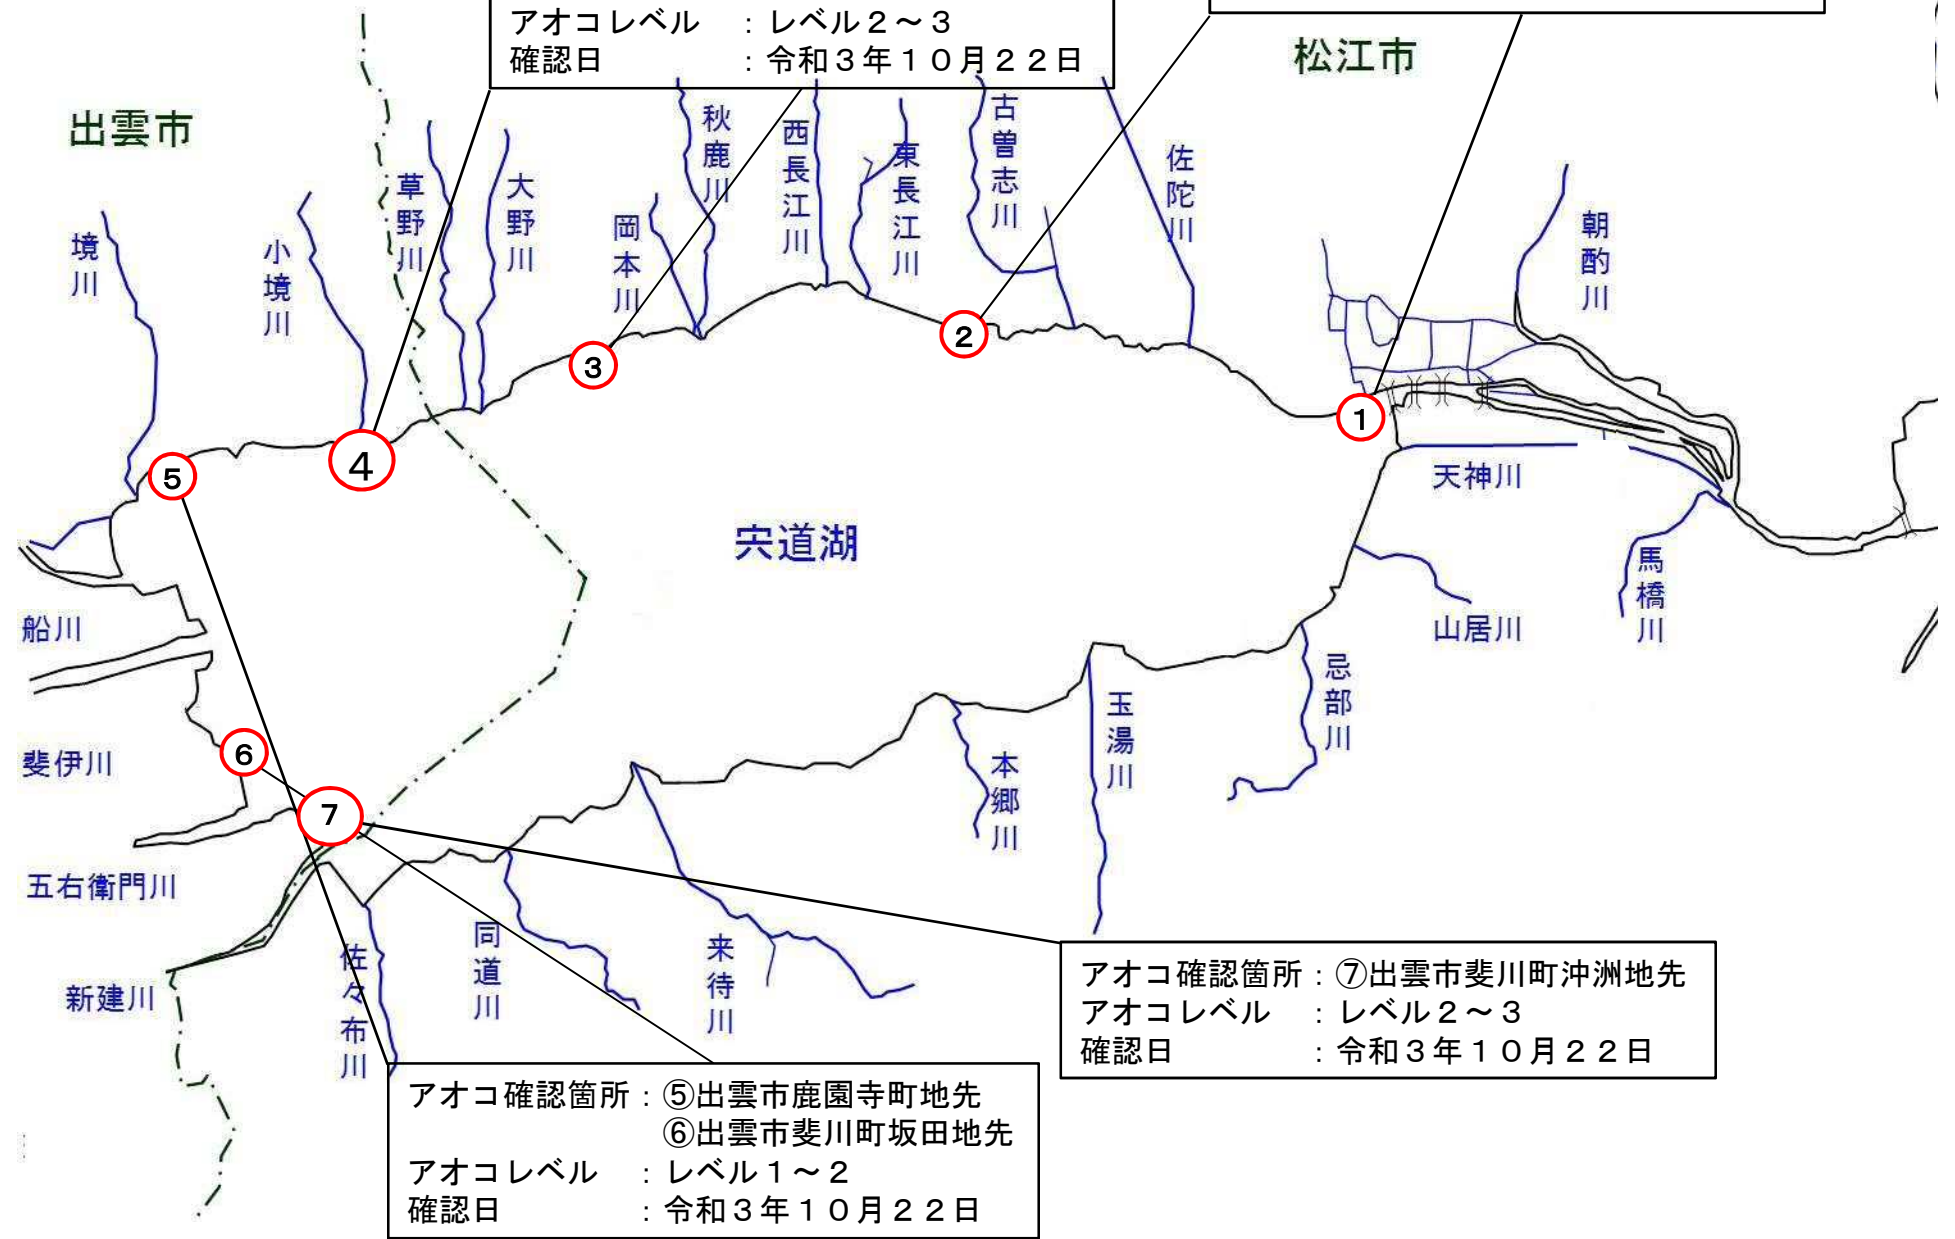 アオコレベル　：レベル２～３
確認日　：令和３年１０月２２日
松江市
出雲市
境川
小境川
草野川
大野川
岡本川
秋鹿川
西長江川
東長江川
古曽志川
佐陀川
朝酌川
①
②
③
④
⑤
宍道湖
天神川
馬橋川
山居川
忌部川
玉湯川
本郷川
来待川
同道川
佐々布川
船川
斐伊川
⑥
⑦
五右衛門川
新建川
アオコ確認箇所：⑦出雲市斐川町沖洲地先
アオコレベル　：レベル２～３
確認日　：令和３年１０月２２日
アオコ確認箇所：⑤出雲市鹿園寺町地先
⑥出雲市斐川町坂田地先
アオコレベル　：レベル１～２
確認日　：令和３年１０月２２日